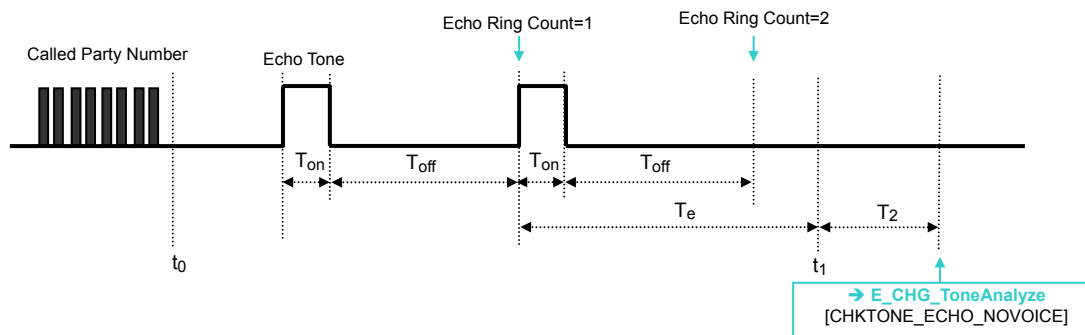 Echo Ring Count=1
Echo Ring Count=2
Called Party Number
Echo Tone
Ton
Toff
Ton
Toff
Te
T2
t0
t1
➔ E_CHG_ToneAnalyze
[CHKTONE_ECHO_NOVOICE]